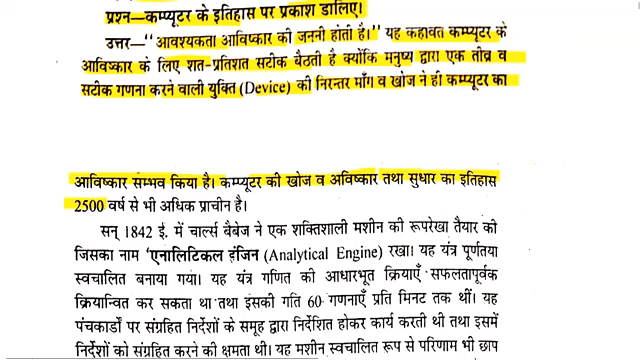 प्रश्न—कम्प्यूटर के इतिहास पर प्रकाश डालिए।
उत्तर—"आवश्यकता आविष्कार की जननी होती है।" यह कहावत कम्प्यूटर के
आविष्कार के लिए शत-प्रतिशत सटीक बैठती है क्योंकि मनुष्य द्वारा एक तीव्र व
सटीक गणना करने वाली युक्ति (Device) की निरन्तर माँग व खोज ने ही कम्प्यूटर का
आविष्कार सम्भव किया है। कम्प्यूटर की खोज व अविष्कार तथा सुधार का इतिहास
2500 वर्ष से भी अधिक प्राचीन है।
सन् 1842 ई. में चार्ल्स बैबेज ने एक शक्तिशाली मशीन की रूपरेखा तैयार की
जिसका नाम 'एनालिटिकल इंजिन (Analytical Engine) रखा। यह यंत्र पूर्णतया
स्वचालित बनाया गया। यह यंत्र गणित की आधारभूत क्रियाएँ सफलतापूर्वक
क्रियान्वित कर सकता था तथा इसकी गति 60 गणनाएँ प्रति मिनट तक थीं। यह
पंचकार्डों पर संग्रहित निर्देशों के समूह द्वारा निर्देशित होकर कार्य करती थी तथा इसमें
निर्देशों को संग्रहित करने की क्षमता थी। यह मशीन स्वचालित रूप से परिणाम भी छाप